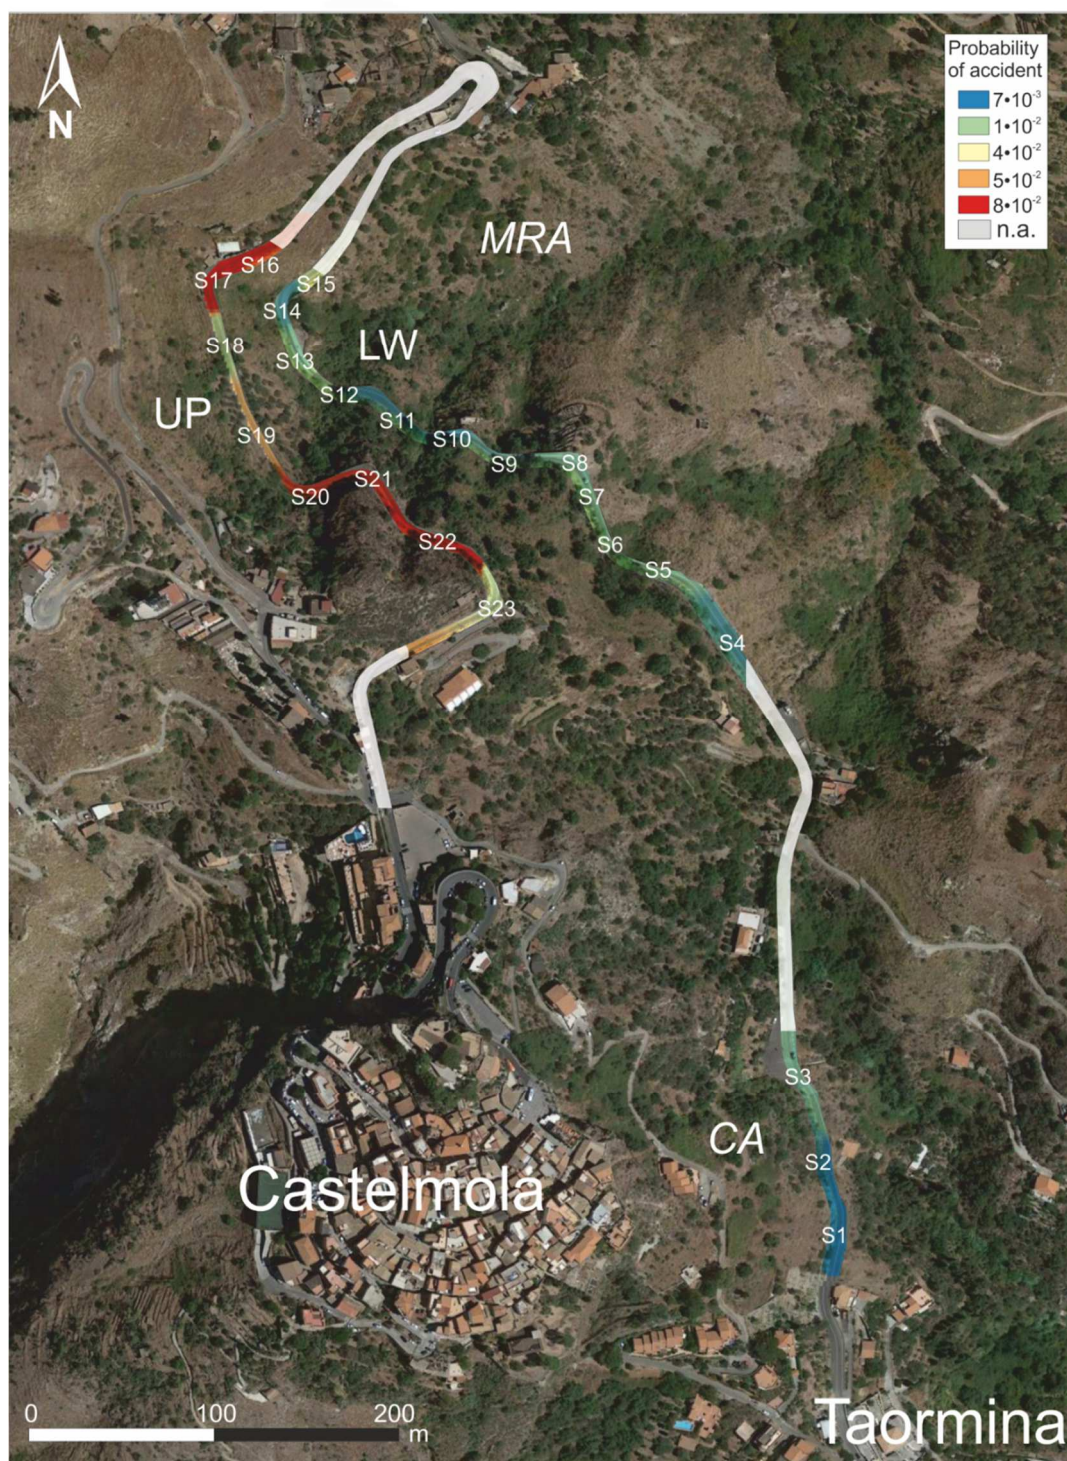 N
Probability
of accident
7•10⁻³
1•10⁻²
4•10⁻²
5•10⁻²
8•10⁻²
n.a.
MRA
S16
S17
S15
S14
S18
LW
S13
S12
UP
S11
S19
S10
S9
S8
S21
S20
S7
S22
S6
S5
S23
S4
S3
CA
S2
Castelmola
S1
0 100 200
m
Taormina